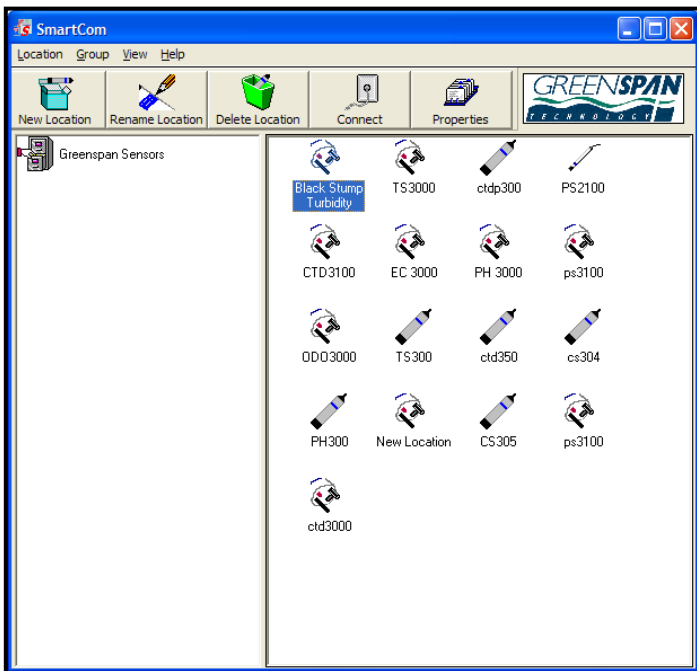 SmartCom
Location Group View Help
New Location Rename Location Delete Location Connect Properties
GREENSPAN
TECHNOLOGY
Greenspan Sensors
Black Stump
Turbidity
TS3000 ctdp300 PS2100
CTD3100 EC 3000 PH 3000 ps3100
ODO3000 TS300 ctd350 cs304
PH300 New Location CS305 ps3100
ctd3000